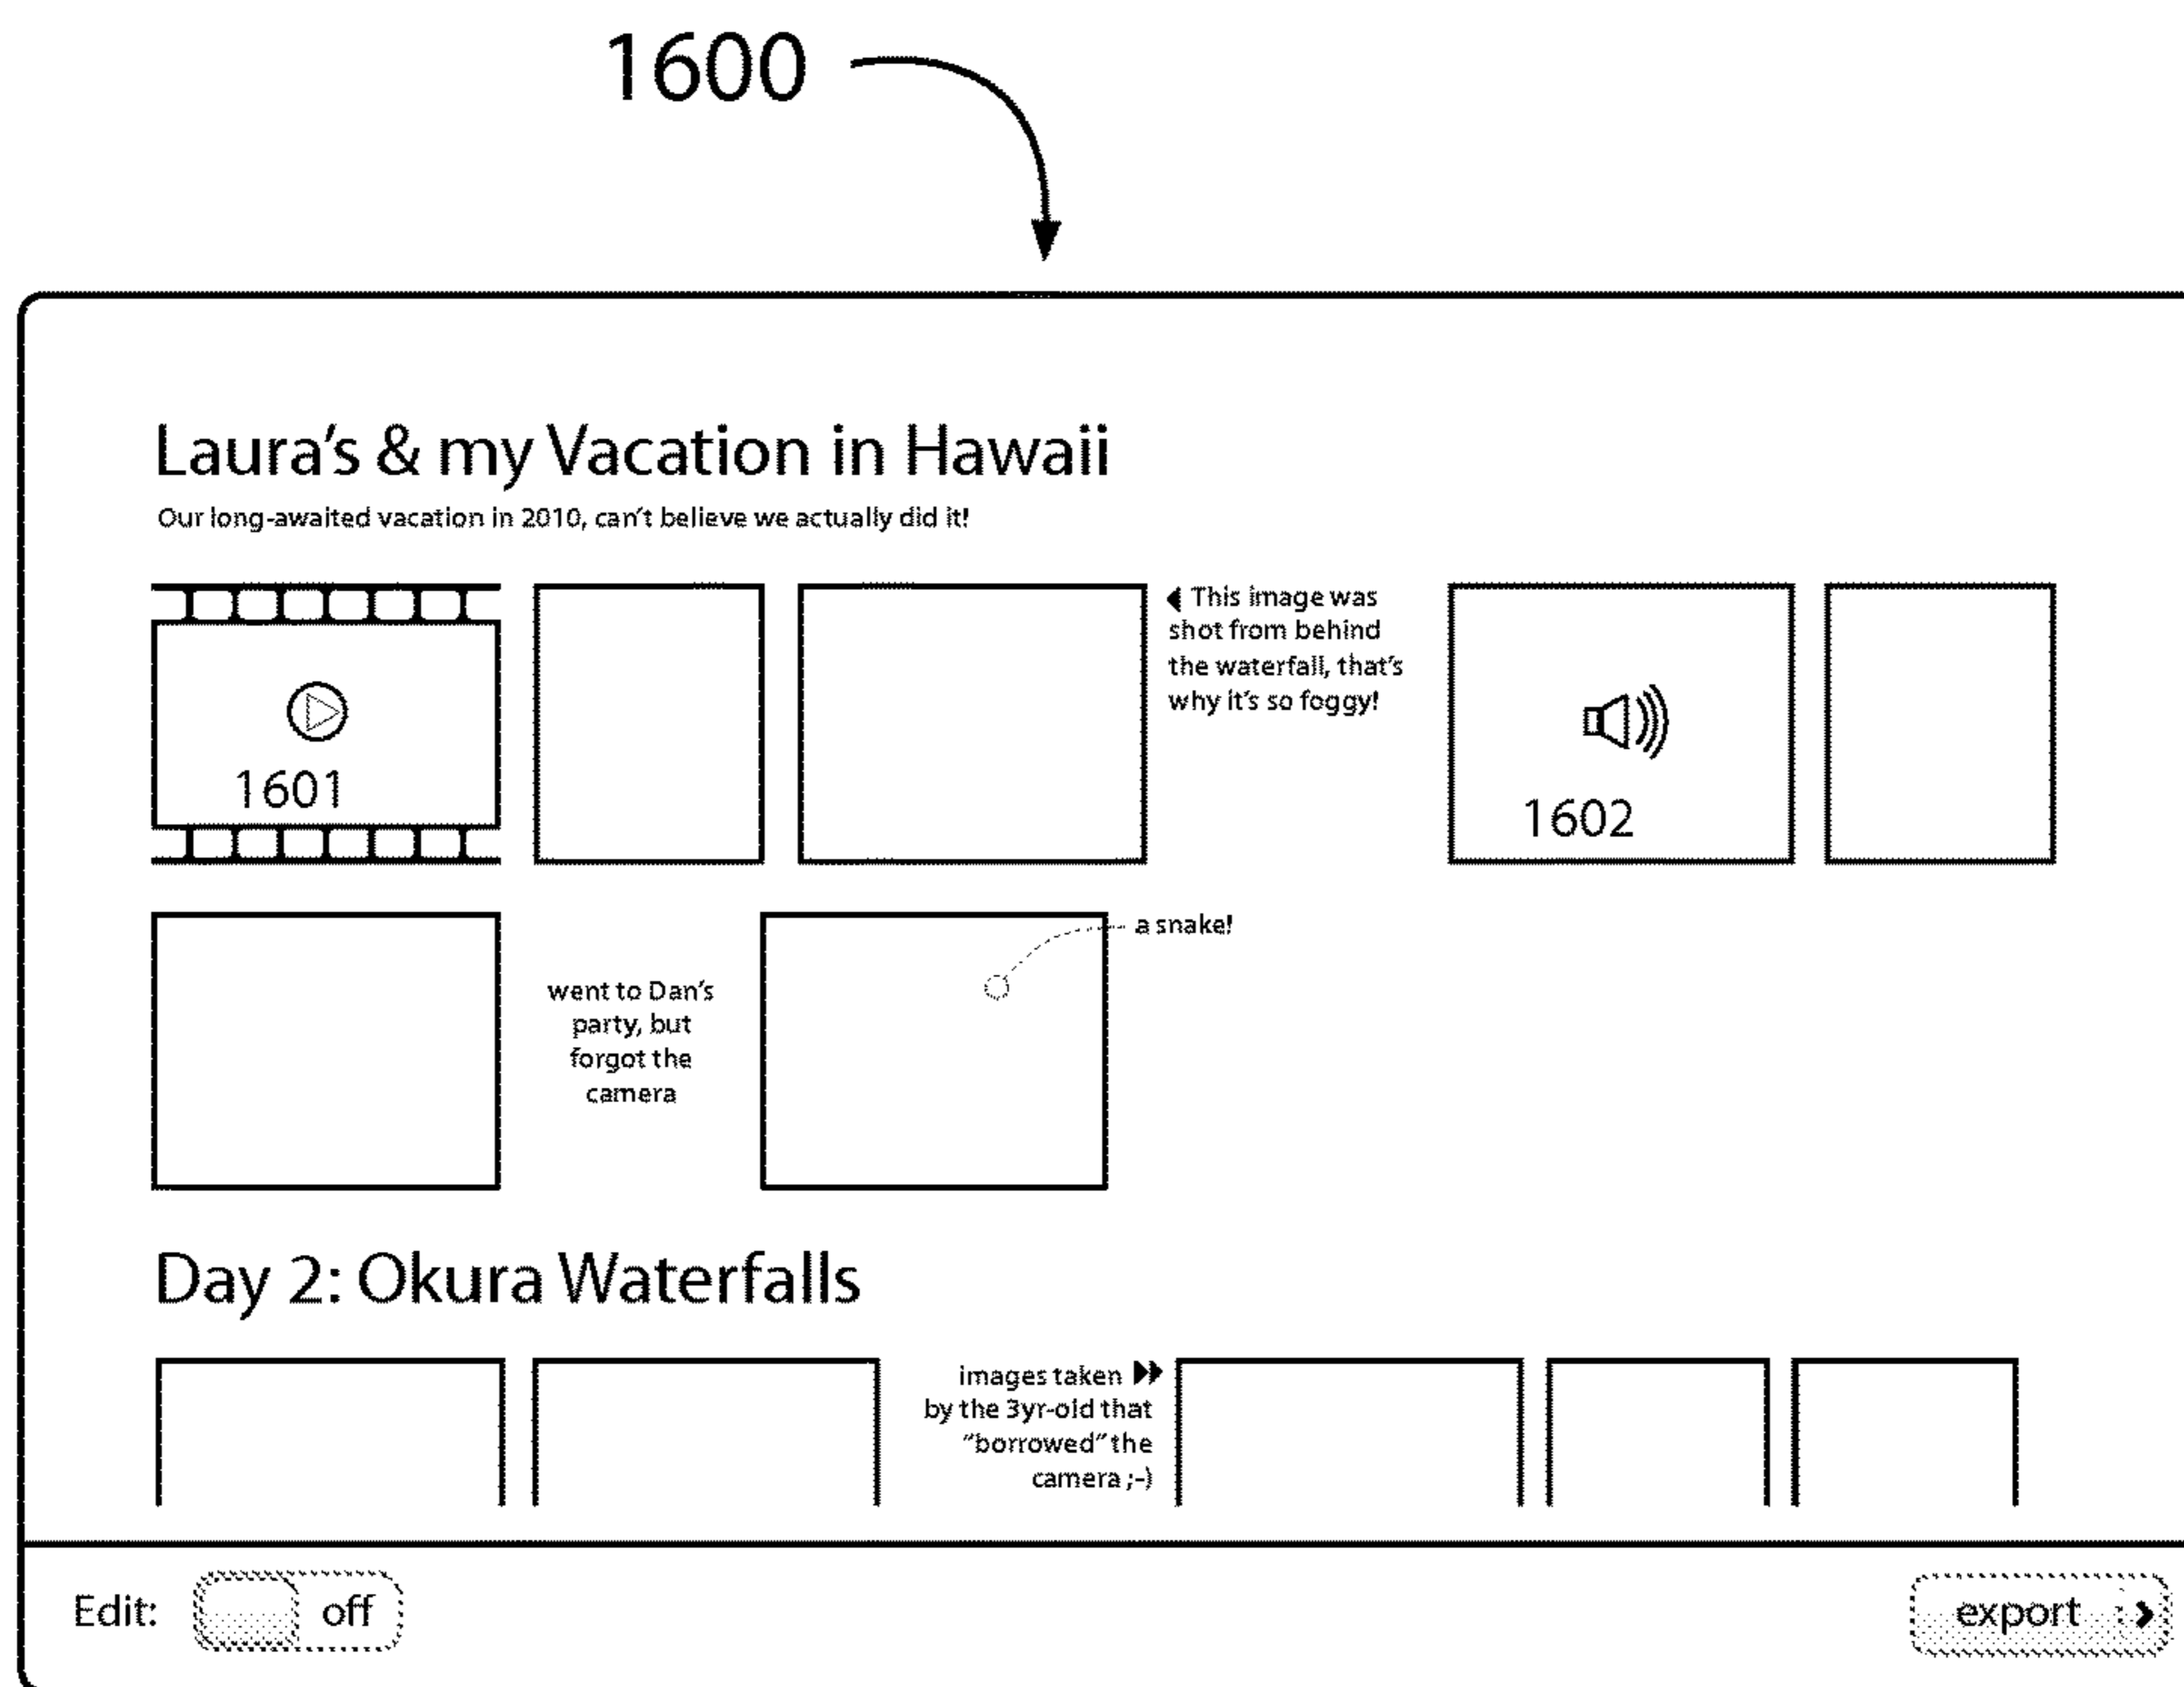 1600
Laura's & my Vacation in Hawaii
Our long-awaited vacation in 2010, can't believe we actually did it!
This image was
shot from behind
the waterfall, that's
why it's so foggy!
1601
1602
a snake!
went to Dan's
party, but
forgot the
camera
Day 2: Okura Waterfalls
images taken
by the 3yr-old that
"borrowed" the
camera ;-)
Edit:
off
export